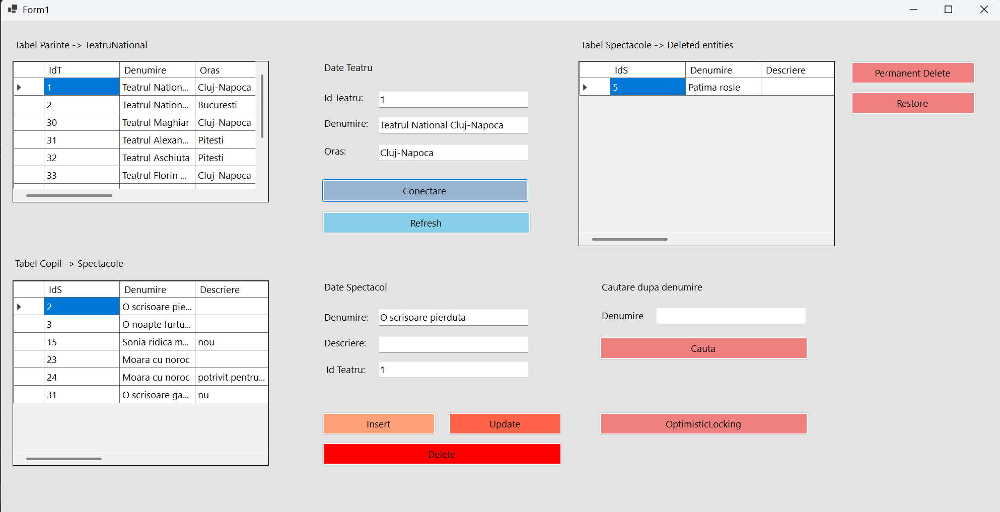 Form1
Tabel Parinte -> TeatruNational
IdT Denumire Oras
1 Teatrul Nation... Cluj-Napoca
2 Teatrul Nation... Bucuresti
30 Teatrul Maghiar Cluj-Napoca
31 Teatrul Alexan... Pitesti
32 Teatrul Aschiuta Pitesti
33 Teatrul Florin ... Cluj-Napoca
Date Teatru
Id Teatru: 1
Denumire: Teatrul National Cluj-Napoca
Oras: Cluj-Napoca
Conectare
Refresh
Tabel Spectacole -> Deleted entities
IdS Denumire Descriere
5 Patima rosie
Permanent Delete
Restore
Tabel Copil -> Spectacole
IdS Denumire Descriere
2 O scrisoare pie...
3 O noapte furtu...
15 Sonia ridica m... nou
23 Moara cu noroc
24 Moara cu noroc potrivit pentru...
31 O scrisoare ga... nu
Date Spectacol
Denumire: O scrisoare pierduta
Descriere:
Id Teatru: 1
Insert
Update
Delete
Cautare dupa denumire
Denumire
Cauta
OptimisticLocking